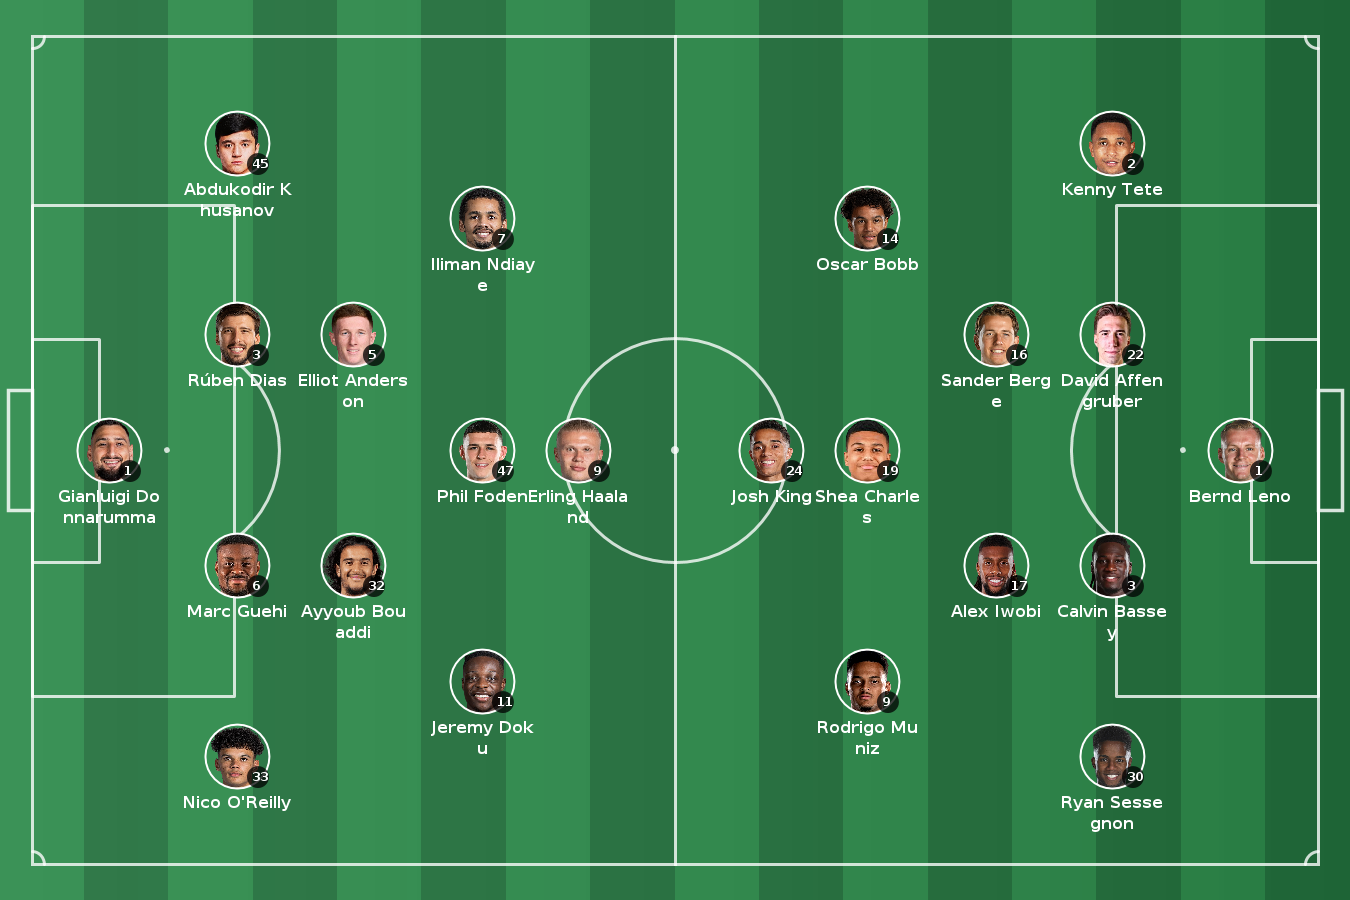 45
Abdukodir K
husanov
2
Kenny Tete
7
Iliman Ndiay
e
14
Oscar Bobb
3
Rúben Dias
5
Elliot Anders
on
16
Sander Berg
e
22
David Affen
gruber
1
Gianluigi Do
nnarumma
47
Phil Foden
9
Erling Haala
nd
24
Josh King
19
Shea Charle
s
1
Bernd Leno
6
Marc Guehi
32
Ayyoub Bou
addi
17
Alex Iwobi
3
Calvin Basse
y
11
Jeremy Dok
u
9
Rodrigo Mu
niz
33
Nico O'Reilly
30
Ryan Sesse
gnon